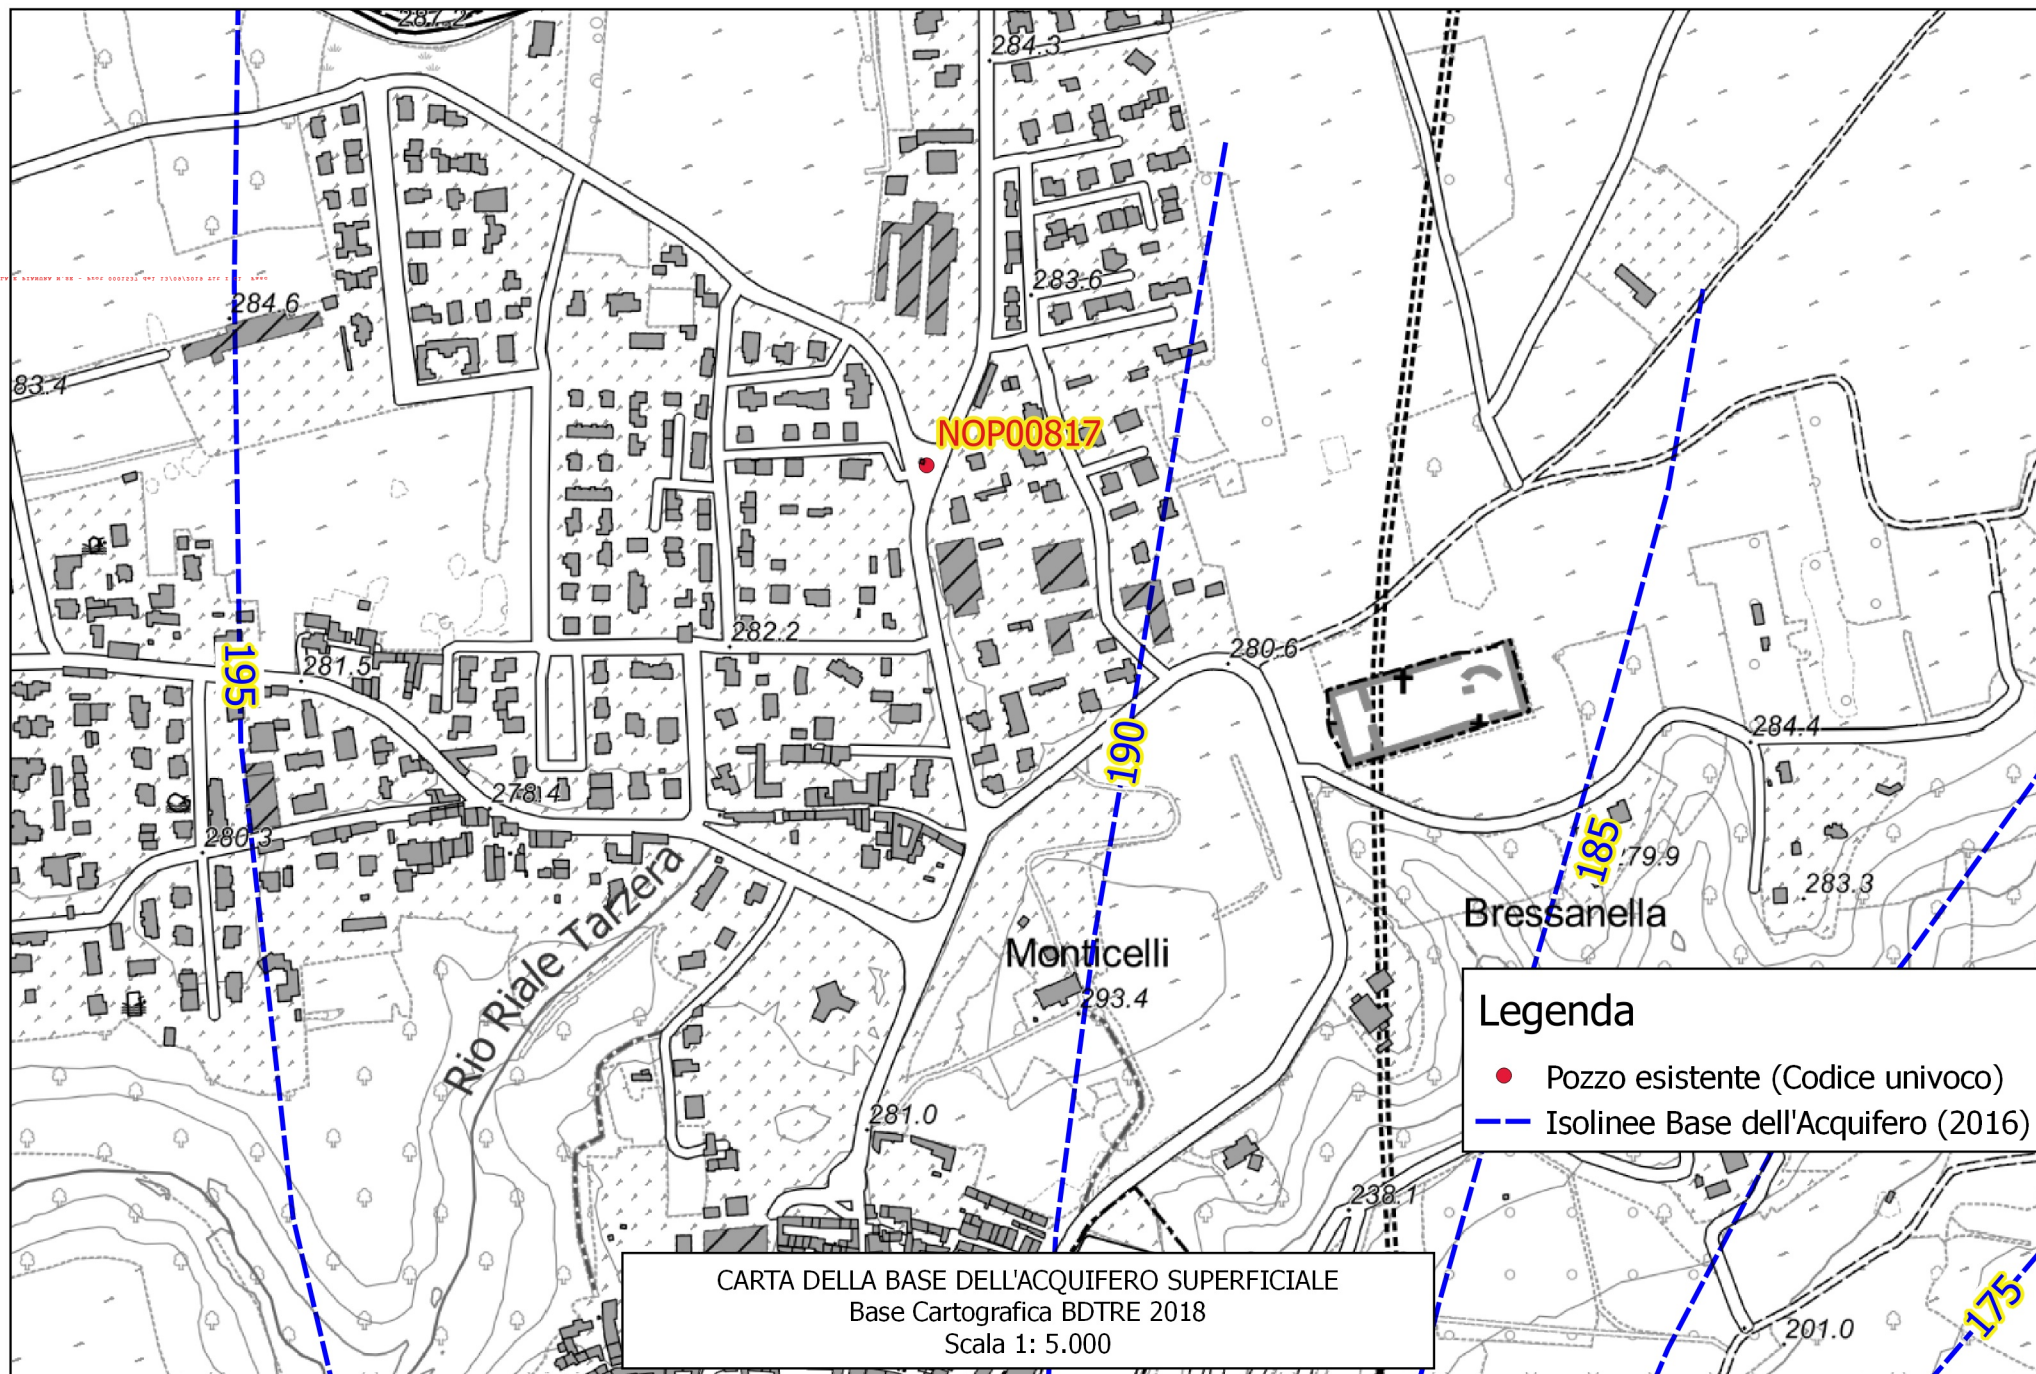 287.2
284.3
284.6
283.6
83.4
NOP00817
282.2
280.6
281.5
195
190
284.4
278.4
280.3
185
79.9
283.3
Bressanella
Rio Riale Tarzera
Monticelli
293.4
Legenda
Pozzo esistente (Codice univoco)
Isolinee Base dell'Acquifero (2016)
281.0
238.1
CARTA DELLA BASE DELL'ACQUIFERO SUPERFICIALE
Base Cartografica BDTRE 2018
Scala 1: 5.000
175
201.0